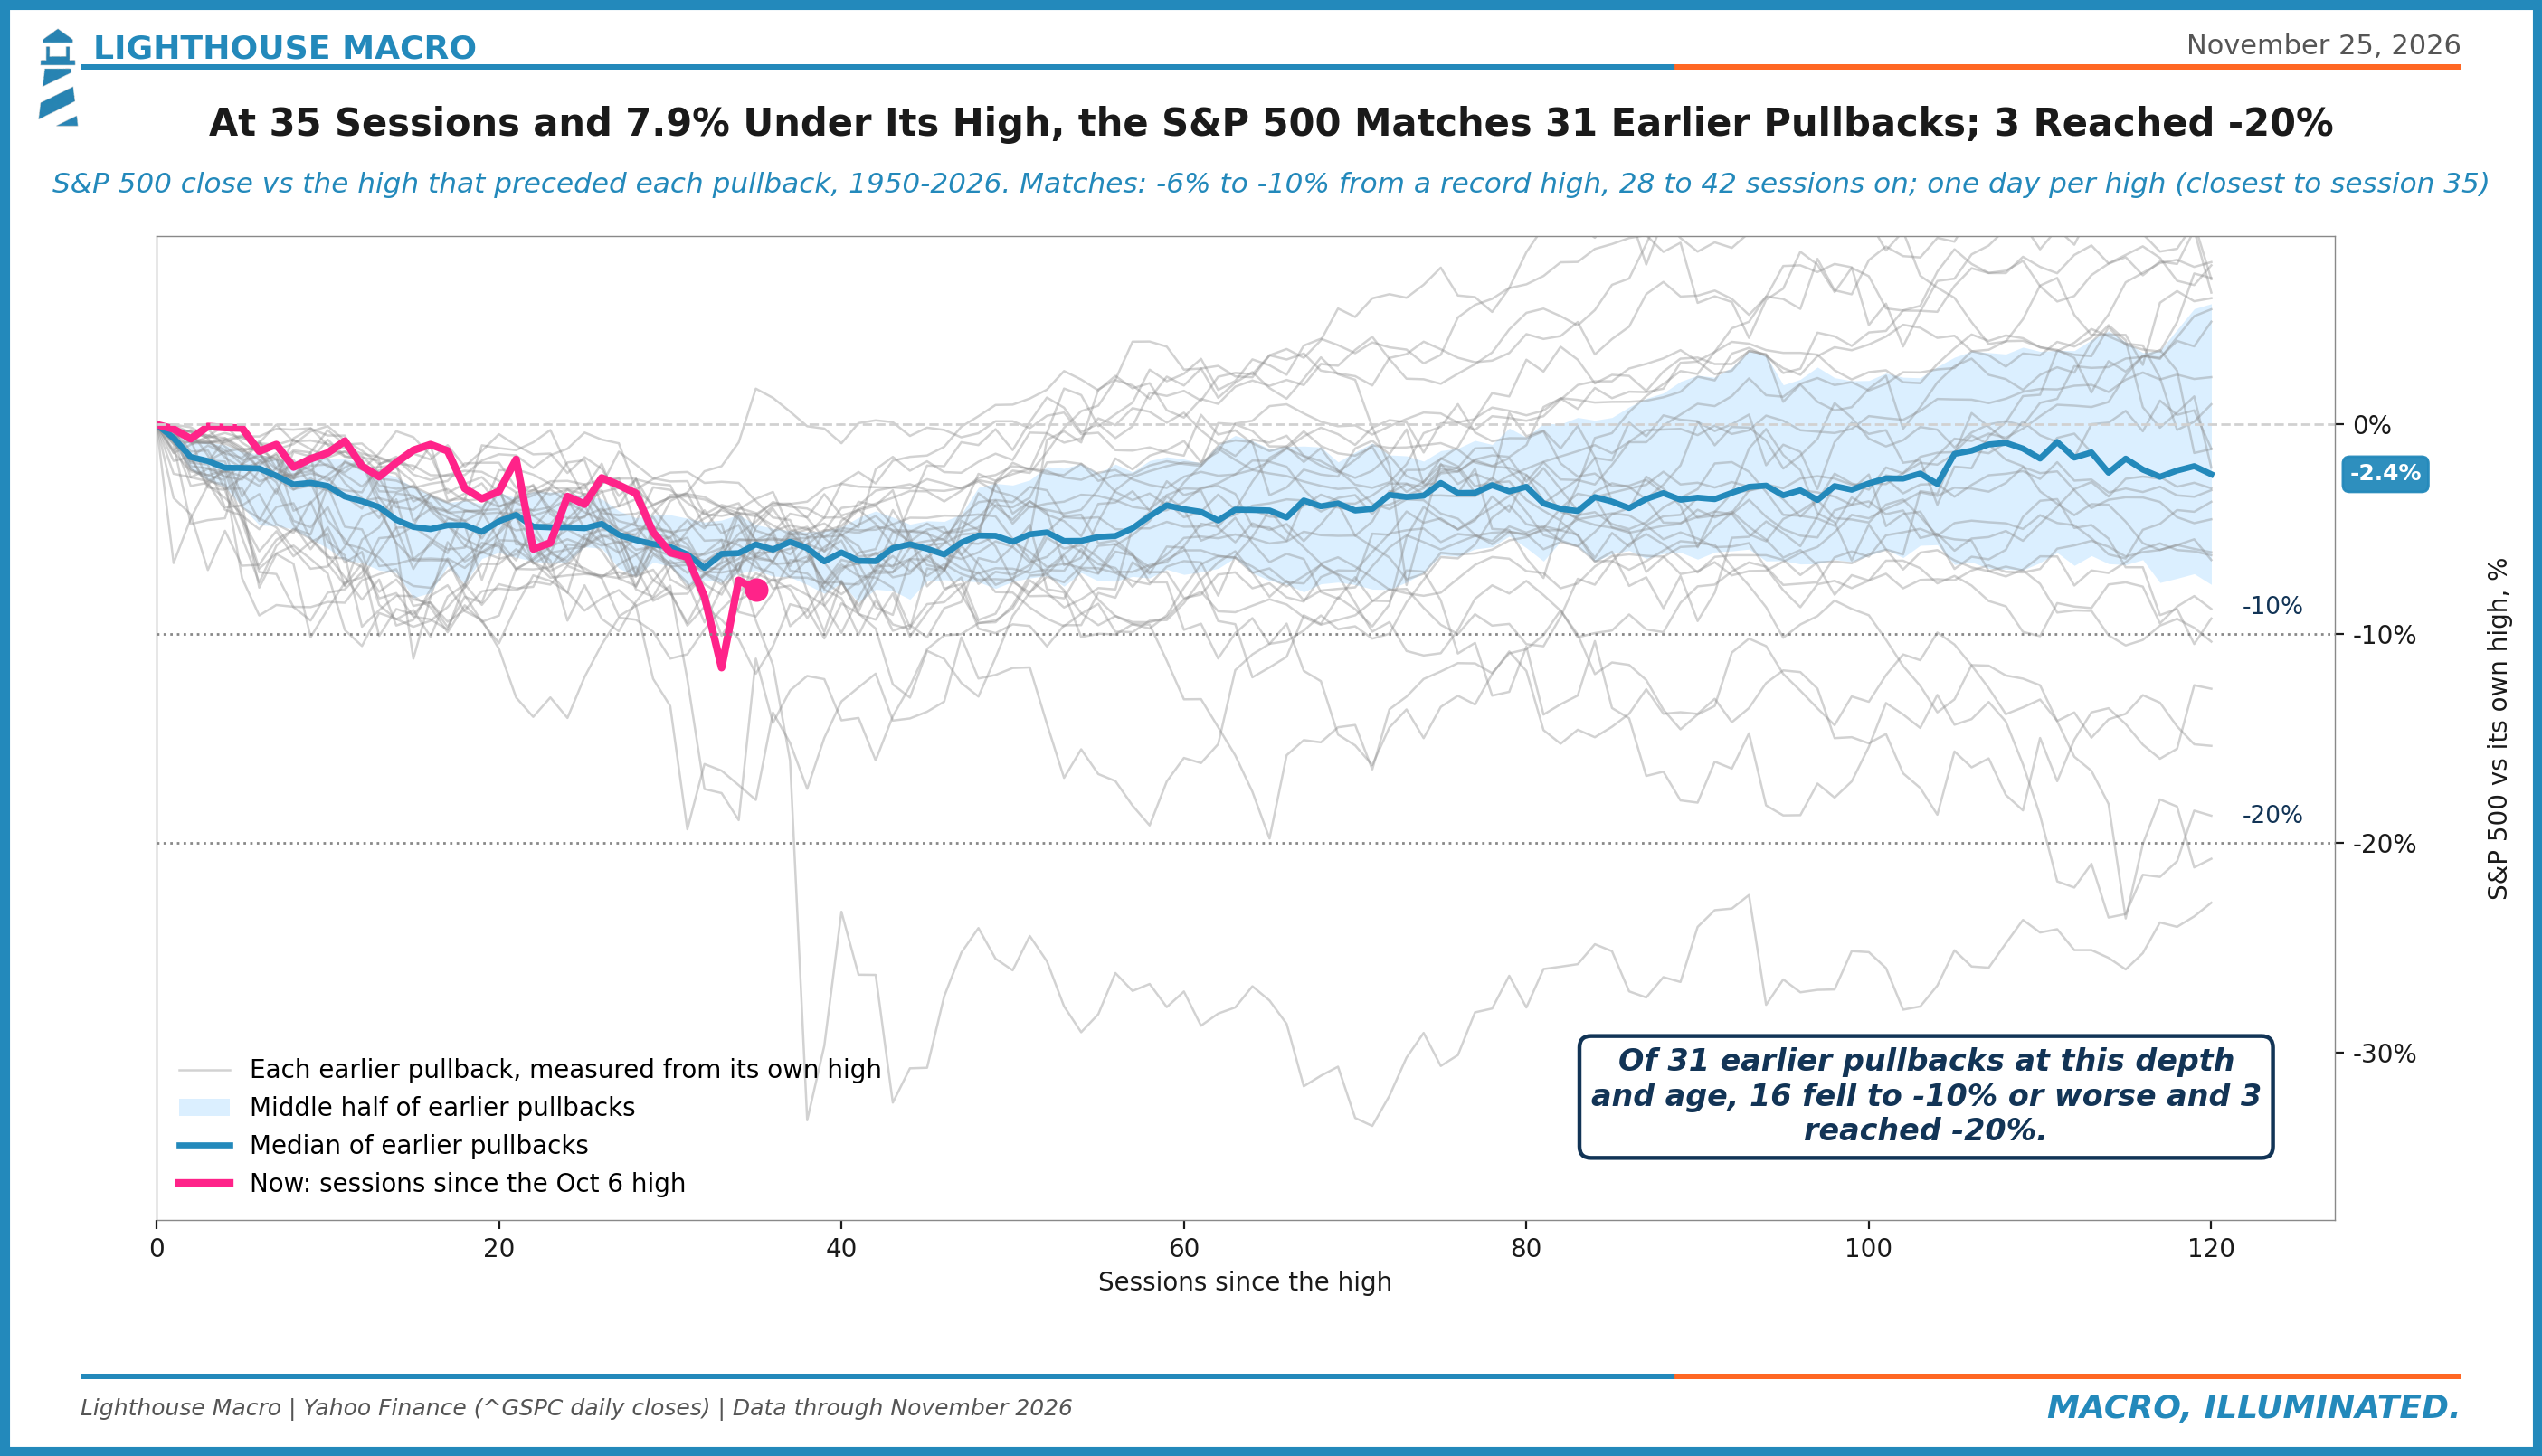 LIGHTHOUSE MACRO
November 25, 2026
At 35 Sessions and 7.9% Under Its High, the S&P 500 Matches 31 Earlier Pullbacks; 3 Reached -20%
S&P 500 close vs the high that preceded each pullback, 1950-2026. Matches: -6% to -10% from a record high, 28 to 42 sessions on; one day per high (closest to session 35)
0%
-2.4%
-10%
-10%
-20%
-20%
-30%
S&P 500 vs its own high, %
Each earlier pullback, measured from its own high
Middle half of earlier pullbacks
Median of earlier pullbacks
Now: sessions since the Oct 6 high
Of 31 earlier pullbacks at this depth
and age, 16 fell to -10% or worse and 3
reached -20%.
0 20 40 60 80 100 120
Sessions since the high
Lighthouse Macro | Yahoo Finance (^GSPC daily closes) | Data through November 2026
MACRO, ILLUMINATED.